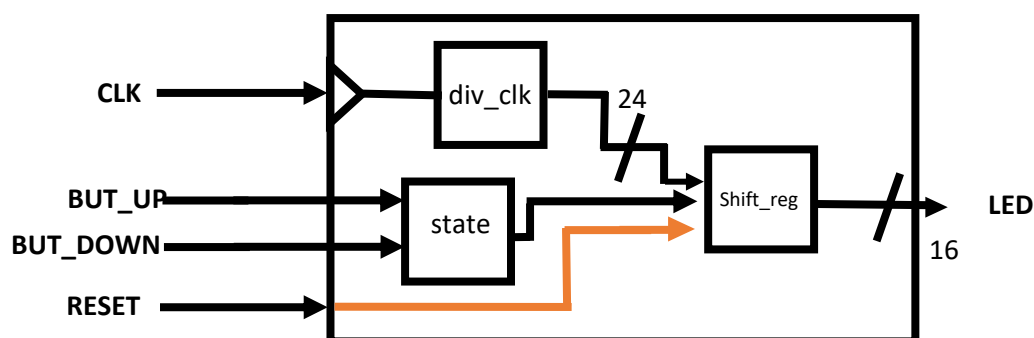 CLK
div_clk
24
BUT_UP
BUT_DOWN
state
Shift_reg
LED
16
RESET